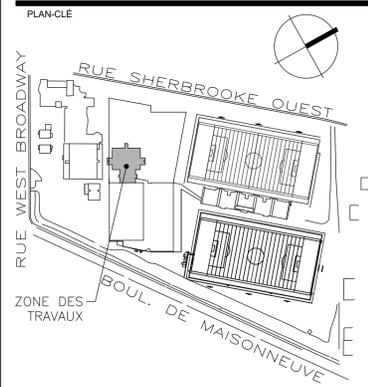 PLAN-CLÉ
RUE SHERBROOKE OUEST
RUE WEST BROADWAY
ZONE DES
TRAVAUX
BOUL. DE MAISONNEUVE